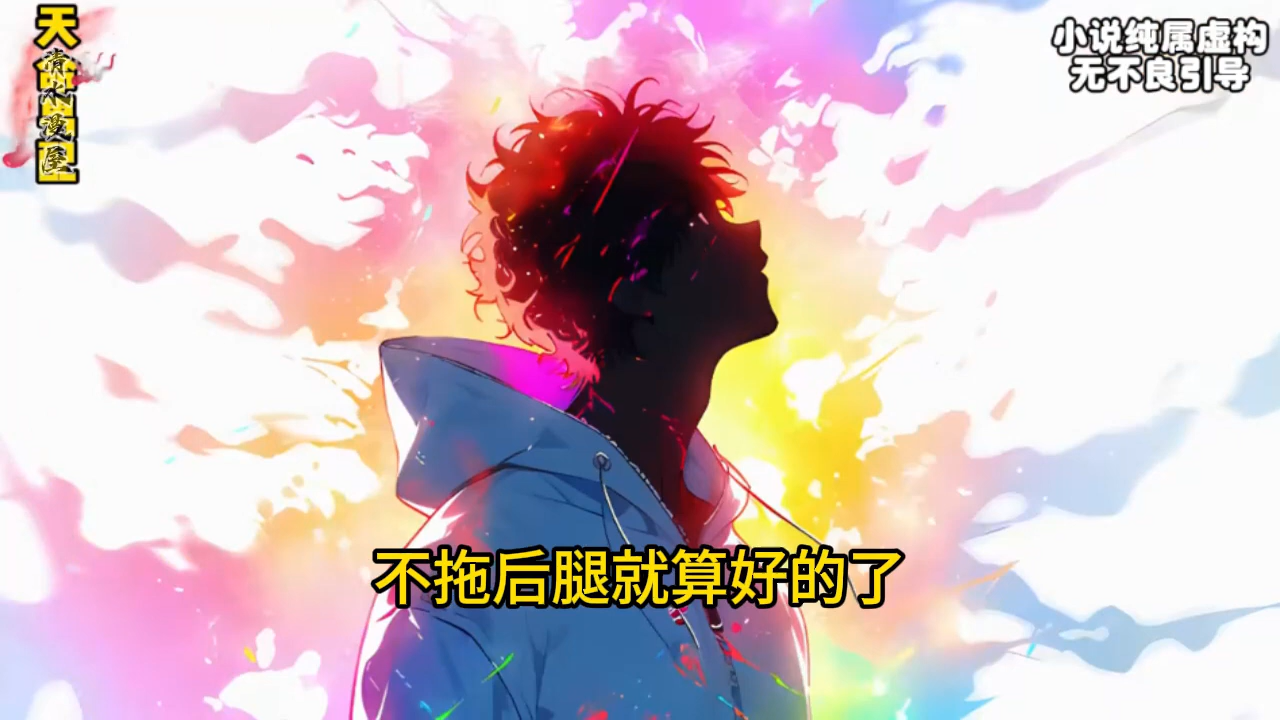 小说纯属虚构
无不良引导
不拖后腿就算好的了